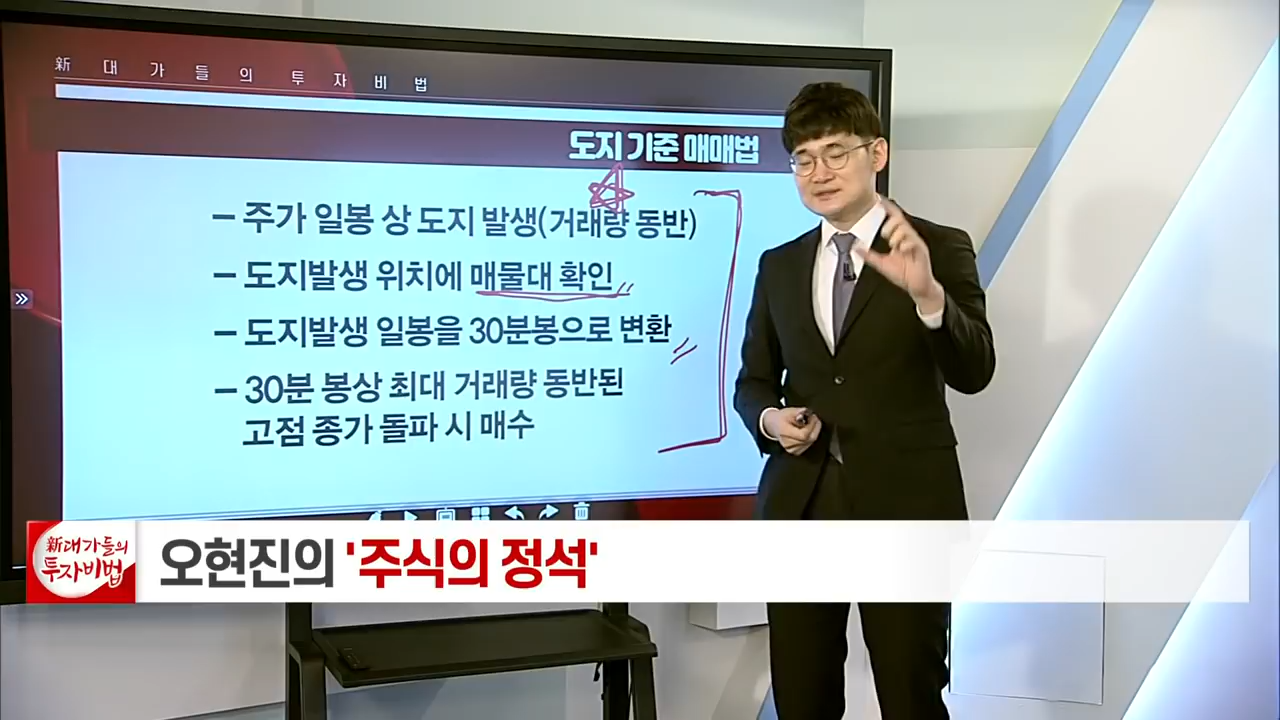 新 대 가 들 의 투 자 비 법
도지 기준 매매법
– 주가 일봉 상 도지 발생(거래량 동반)
– 도지발생 위치에 매물대 확인
– 도지발생 일봉을 30분봉으로 변환
– 30분 봉상 최대 거래량 동반된
고점 종가 돌파 시 매수
新대가들의
투자비법
오현진의 '주식의 정석'